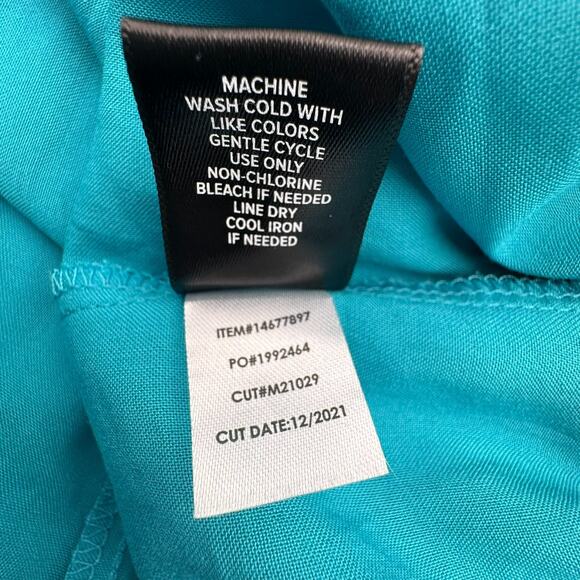 MACHINE
WASH COLD WITH
LIKE COLORS
GENTLE CYCLE
USE ONLY
NON-CHLORINE
BLEACH IF NEEDED
LINE DRY
COOL IRON
IF NEEDED
ITEM#14677897
PO#1992464
CUT#M21029
CUT DATE:12/2021